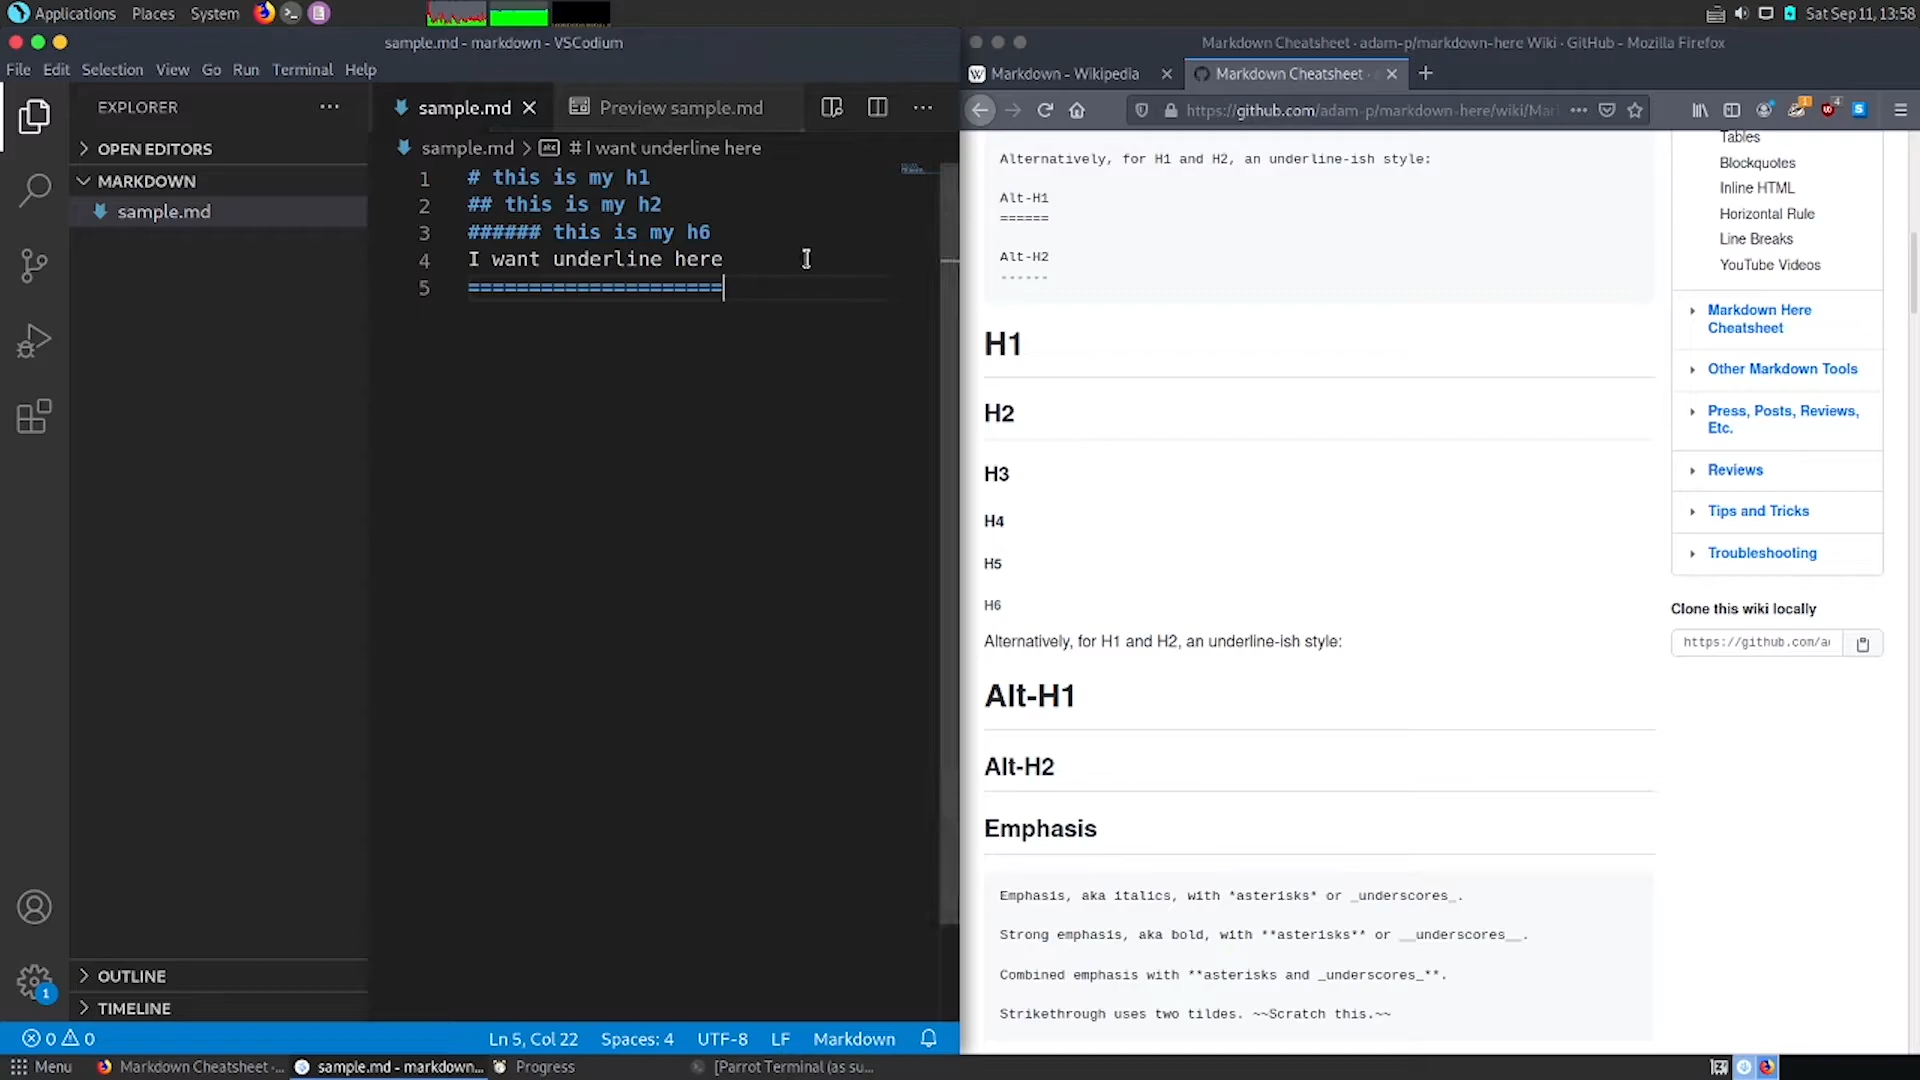 Applications Places System
Sat Sep 11, 13:58
sample.md - markdown - VSCodium
File Edit Selection View Go Run Terminal Help
EXPLORER
OPEN EDITORS
MARKDOWN
sample.md
OUTLINE
TIMELINE
sample.md
Preview sample.md
sample.md > # I want underline here
1 # this is my h1
2 ## this is my h2
3 ###### this is my h6
4 I want underline here
5 =====================
1
0 0
Ln 5, Col 22 Spaces: 4 UTF-8 LF Markdown
Markdown Cheatsheet · adam-p/markdown-here Wiki · GitHub - Mozilla Firefox
Markdown - Wikipedia
Markdown Cheatsheet ·
https://github.com/adam-p/markdown-here/wiki/Mar
Alternatively, for H1 and H2, an underline-ish style:
Alt-H1
======
Alt-H2
------
H1
H2
H3
H4
H5
H6
Alternatively, for H1 and H2, an underline-ish style:
Alt-H1
Alt-H2
Emphasis
Emphasis, aka italics, with *asterisks* or _underscores_.
Strong emphasis, aka bold, with **asterisks** or __underscores__.
Combined emphasis with **asterisks and _underscores_**.
Strikethrough uses two tildes. ~~Scratch this.~~
Tables
Blockquotes
Inline HTML
Horizontal Rule
Line Breaks
YouTube Videos
Markdown Here
Cheatsheet
Other Markdown Tools
Press, Posts, Reviews,
Etc.
Reviews
Tips and Tricks
Troubleshooting
Clone this wiki locally
https://github.com/a
Menu
Markdown Cheatsheet ·...
sample.md - markdown...
Progress
[Parrot Terminal (as su...